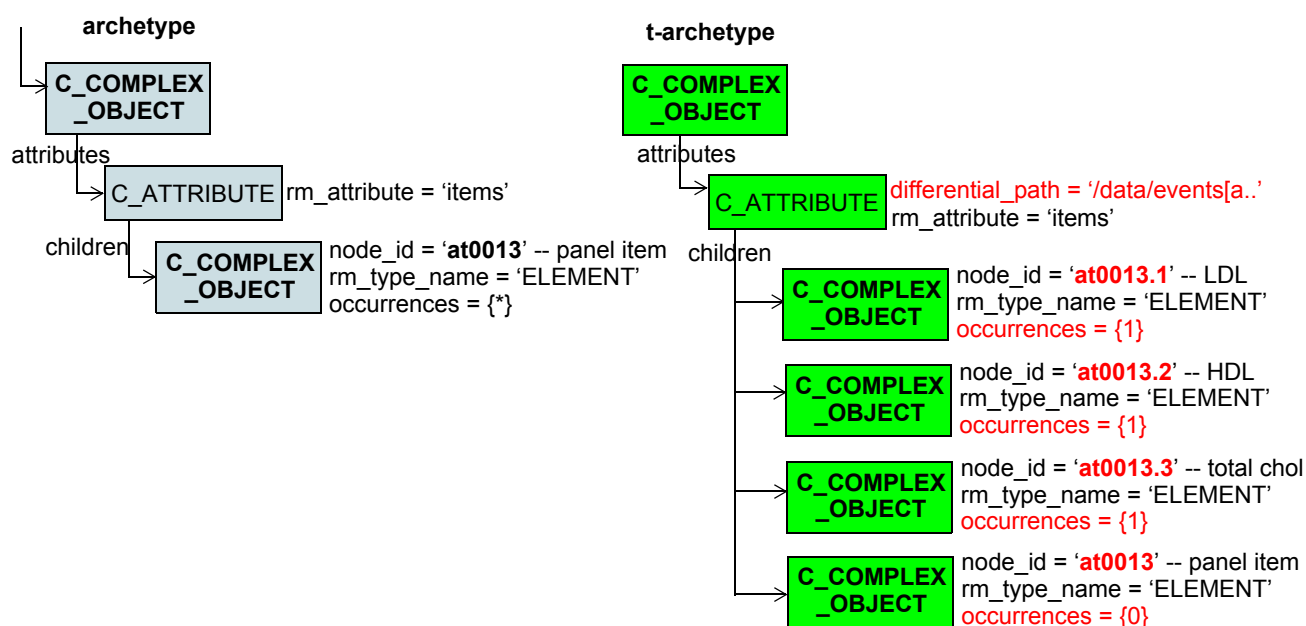 archetype
C_COMPLEX
_OBJECT
attributes
C_ATTRIBUTE
rm_attribute = 'items'
children
C_COMPLEX
_OBJECT
node_id = ‘at0013’ -- panel item
rm_type_name = 'ELEMENT'
occurrences = {*}
t-archetype
C_COMPLEX
_OBJECT
attributes
C_ATTRIBUTE
differential_path = ‘/data/events[a..’
rm_attribute = 'items'
children
C_COMPLEX
_OBJECT
node_id = ‘at0013.1’ -- LDL
rm_type_name = ‘ELEMENT’
occurrences = {1}
C_COMPLEX
_OBJECT
node_id = ‘at0013.2’ -- HDL
rm_type_name = ‘ELEMENT’
occurrences = {1}
C_COMPLEX
_OBJECT
node_id = ‘at0013.3’ -- total chol
rm_type_name = ‘ELEMENT’
occurrences = {1}
C_COMPLEX
_OBJECT
node_id = ‘at0013’ -- panel item
rm_type_name = ‘ELEMENT’
occurrences = {0}